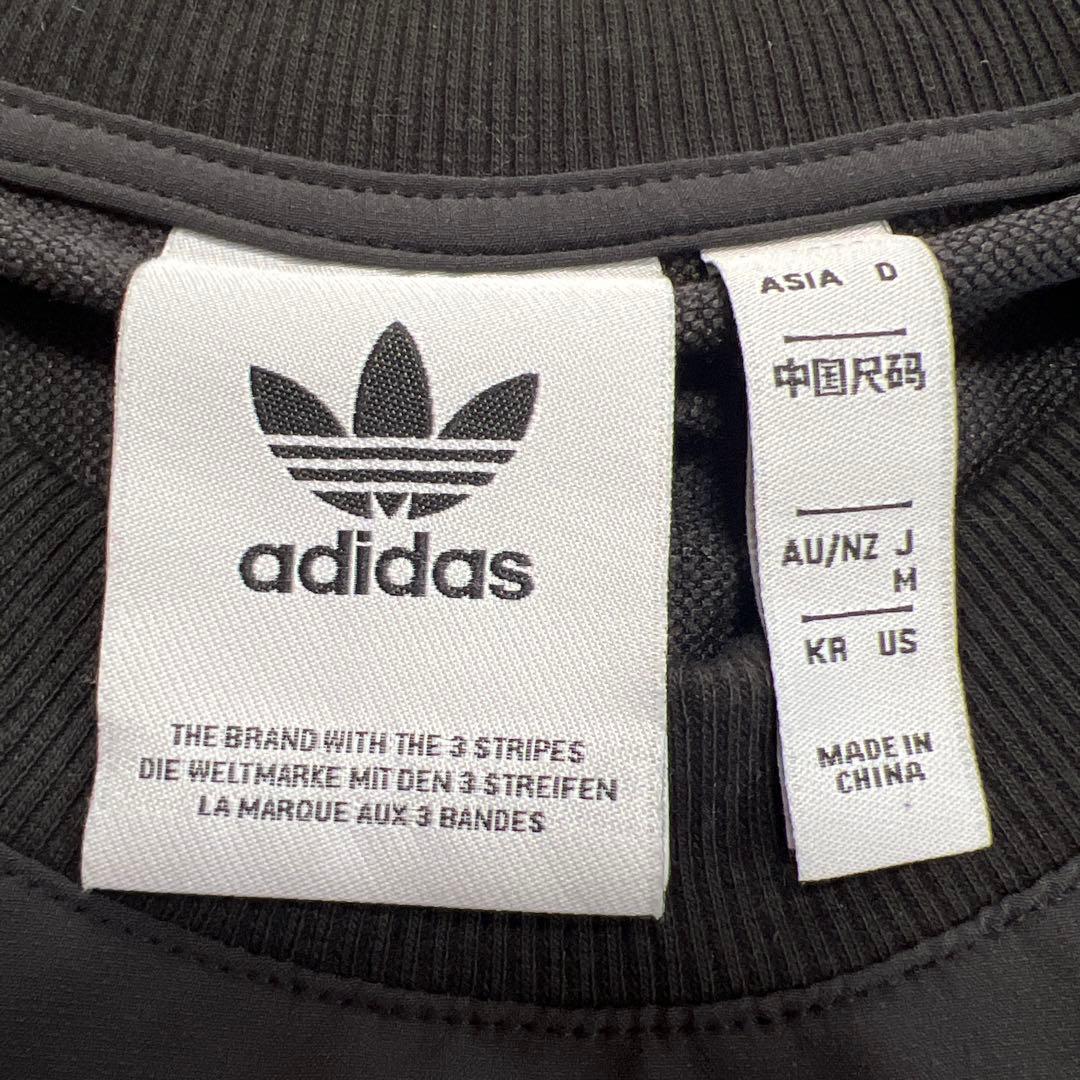 adidas
THE BRAND WITH THE 3 STRIPES
DIE WELTMARKE MIT DEN 3 STREIFEN
LA MARQUE AUX 3 BANDES
ASIA D
中国尺码
AU/NZ J
M
KR US
MADE IN
CHINA